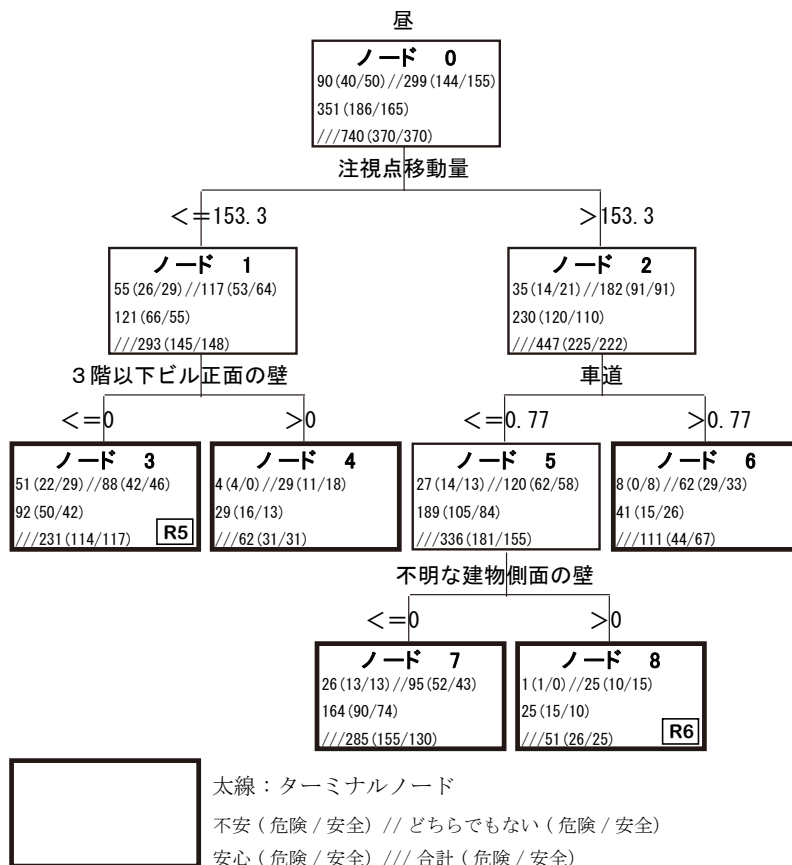 昼
ノード 0
90(40/50)//299(144/155)
351(186/165)
///740(370/370)
注視点移動量
<=153.3
>153.3
ノード 1
55(26/29)//117(53/64)
121(66/55)
///293(145/148)
ノード 2
35(14/21)//182(91/91)
230(120/110)
///447(225/222)
3階以下ビル正面の壁
車道
<=0
>0
<=0.77
>0.77
ノード 3
51(22/29)//88(42/46)
92(50/42)
///231(114/117)
R5
ノード 4
4(4/0)//29(11/18)
29(16/13)
///62(31/31)
ノード 5
27(14/13)//120(62/58)
189(105/84)
///336(181/155)
ノード 6
8(0/8)//62(29/33)
41(15/26)
///111(44/67)
不明な建物側面の壁
<=0
>0
ノード 7
26(13/13)//95(52/43)
164(90/74)
///285(155/130)
ノード 8
1(1/0)//25(10/15)
25(15/10)
///51(26/25)
R6
太線：ターミナルノード
不安(危険/安全)//どちらでもない(危険/安全)
安心(危険/安全)///合計(危険/安全)